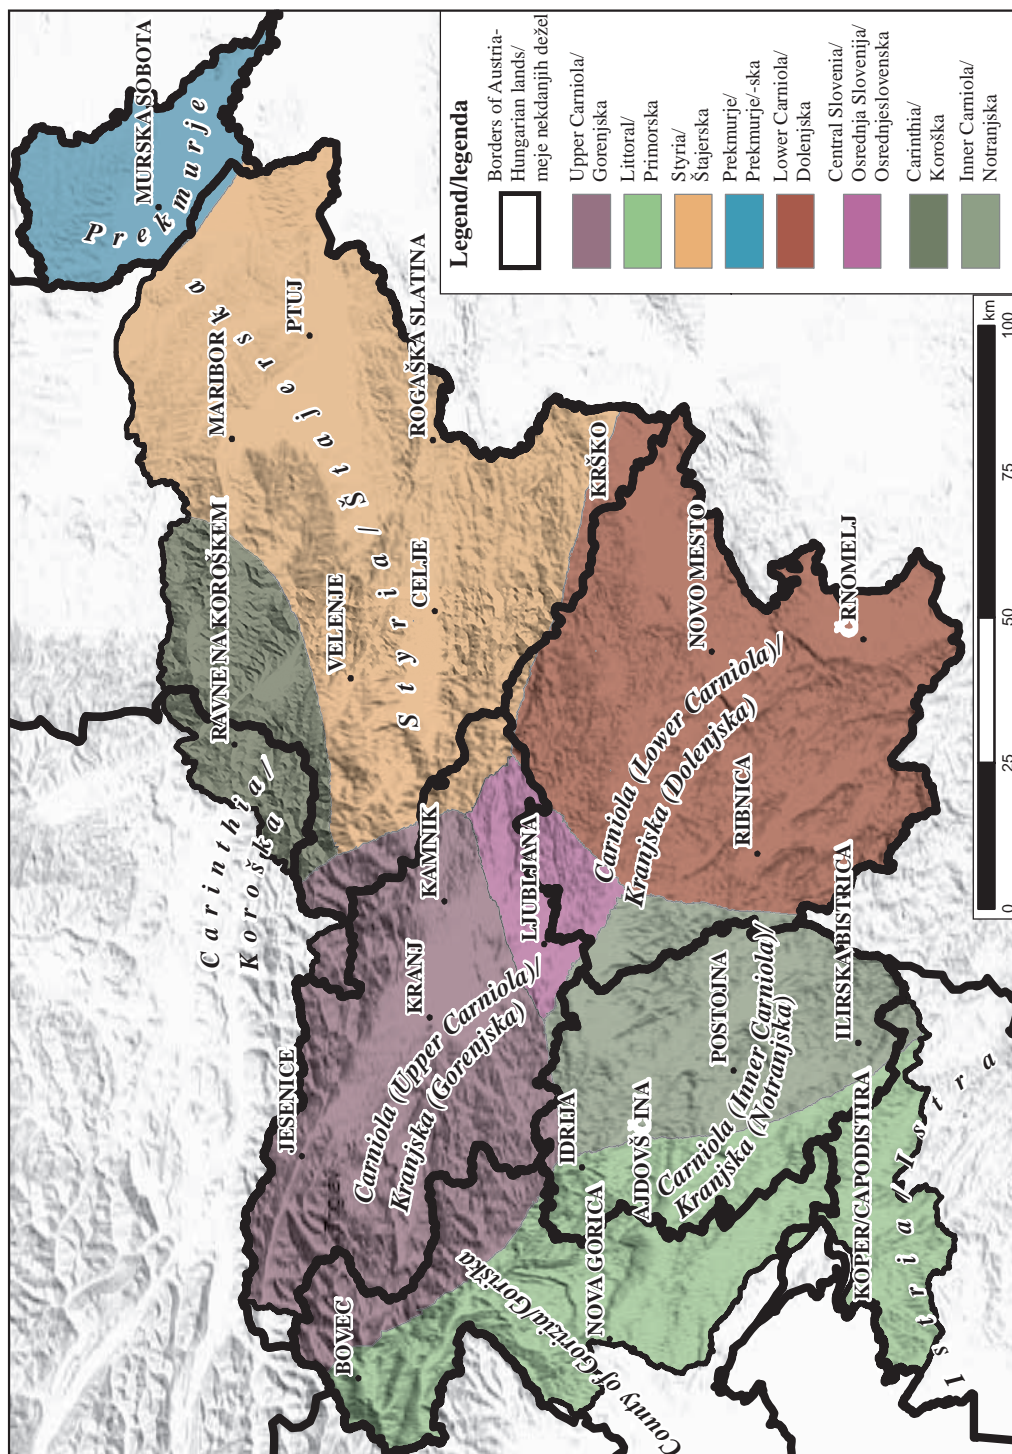 MURSKA SOBOTA
Prekmurje
MARIBOR
PTUJ
ROGAŠKA SLATINA
Styria/Štajerska
RAVNE NA KOROŠKEM
VELENJE
CELJE
KRŠKO
Carinthia/
Koroška
NOVO MESTO
ČRNOMELJ
Carniola (Lower Carniola)/
Kranjska (Dolenjska)
RIBNICA
KAMNIK
LJUBLJANA
KRANJ
JESENICE
Carniola (Upper Carniola)/
Kranjska (Gorenjska)
BOVEC
IDRIJA
AJDOVŠČINA
POSTOJNA
ILIRSKA BISTRICA
Carniola (Inner Carniola)/
Kranjska (Notranjska)
NOVA GORICA
County of Gorizia/Goriška
KOPER/CAPODISTIRA
Istria/Istra
Legend/legenda
Borders of Austria-
Hungarian lands/
meje nekdanjih dežel
Upper Carniola/
Gorenjska
Littoral/
Primorska
Styria/
Štajerska
Prekmurje/
Prekmurje/-ska
Lower Carniola/
Dolenjska
Central Slovenia/
Osrednja Slovenija/
Osrednjeslovenska
Carinthia/
Koroška
Inner Carniola/
Notranjska
0 25 50 75 100
km